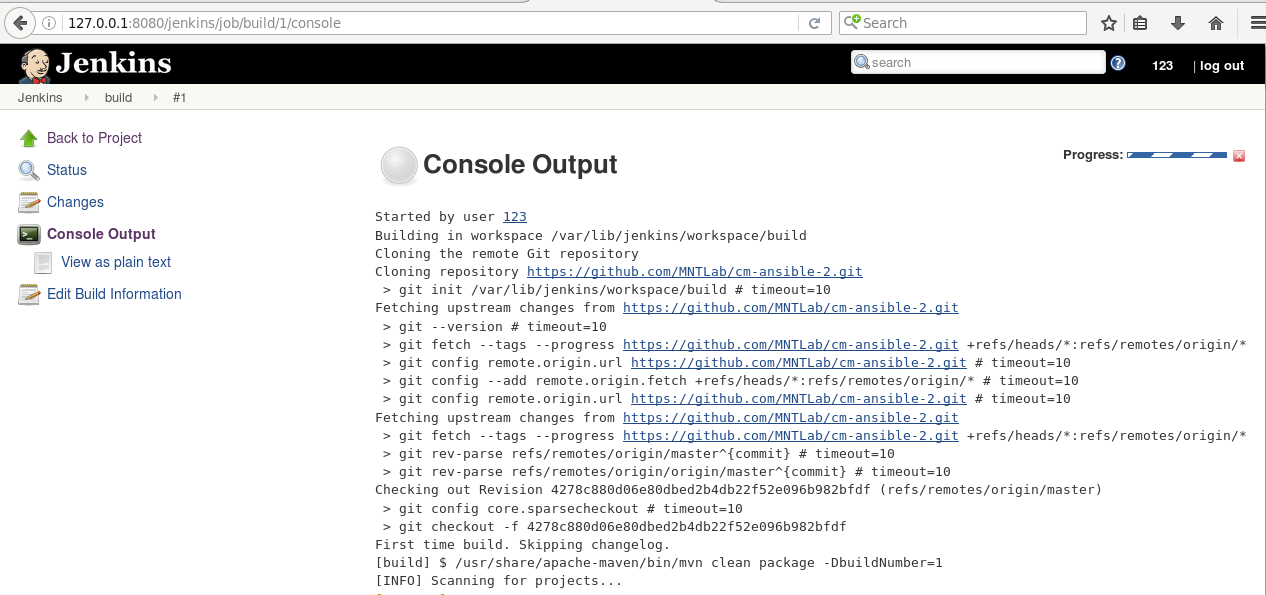 127.0.0.1:8080/jenkins/job/build/1/console
Search
Jenkins
search
123
| log out
Jenkins
build
#1
Back to Project
Status
Changes
Console Output
View as plain text
Edit Build Information
Console Output
Progress:
Started by user 123
Building in workspace /var/lib/jenkins/workspace/build
Cloning the remote Git repository
Cloning repository https://github.com/MNTLab/cm-ansible-2.git
> git init /var/lib/jenkins/workspace/build # timeout=10
Fetching upstream changes from https://github.com/MNTLab/cm-ansible-2.git
> git --version # timeout=10
> git fetch --tags --progress https://github.com/MNTLab/cm-ansible-2.git +refs/heads/*:refs/remotes/origin/*
> git config remote.origin.url https://github.com/MNTLab/cm-ansible-2.git # timeout=10
> git config --add remote.origin.fetch +refs/heads/*:refs/remotes/origin/* # timeout=10
> git config remote.origin.url https://github.com/MNTLab/cm-ansible-2.git # timeout=10
Fetching upstream changes from https://github.com/MNTLab/cm-ansible-2.git
> git fetch --tags --progress https://github.com/MNTLab/cm-ansible-2.git +refs/heads/*:refs/remotes/origin/*
> git rev-parse refs/remotes/origin/master^{commit} # timeout=10
> git rev-parse refs/remotes/origin/origin/master^{commit} # timeout=10
Checking out Revision 4278c880d06e80dbed2b4db22f52e096b982bfdf (refs/remotes/origin/master)
> git config core.sparsecheckout # timeout=10
> git checkout -f 4278c880d06e80dbed2b4db22f52e096b982bfdf
First time build. Skipping changelog.
[build] $ /usr/share/apache-maven/bin/mvn clean package -DbuildNumber=1
[INFO] Scanning for projects...